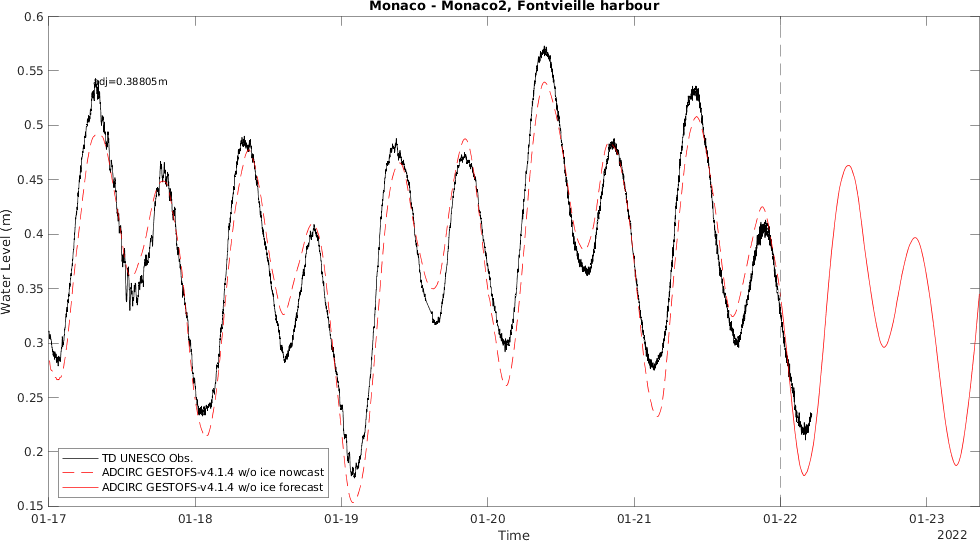 Monaco - Monaco2, Fontvieille harbour
0.6
0.55
adj=0.38805m
0.5
0.45
0.4
0.35
0.3
0.25
0.2
0.15
Water Level (m)
TD UNESCO Obs.
ADCIRC GESTOFS-v4.1.4 w/o ice nowcast
ADCIRC GESTOFS-v4.1.4 w/o ice forecast
01-17 01-18 01-19 01-20 01-21 01-22 01-23
Time
2022